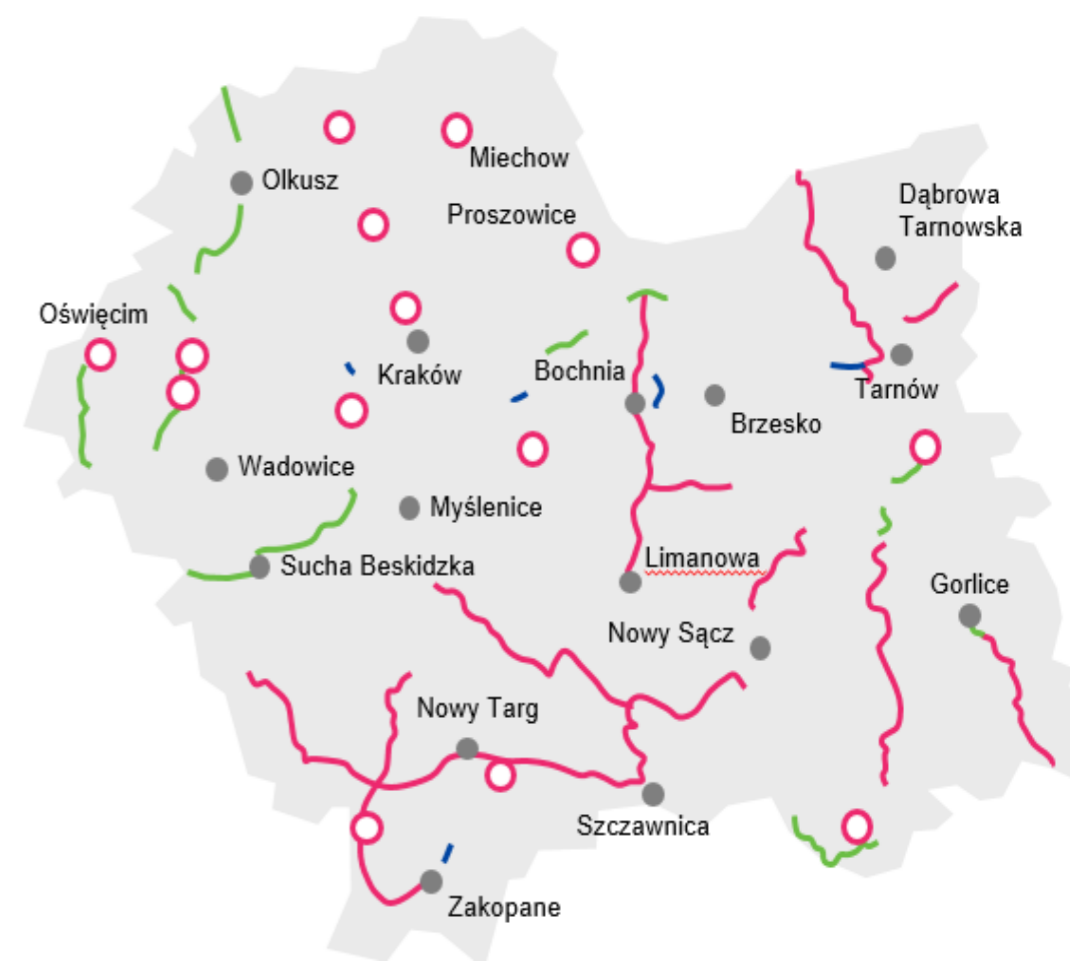 Miechow
Olkusz
Proszowice
Dąbrowa
Tarnowska
Oświęcim
Kraków
Bochnia
Tarnów
Brzesko
Wadowice
Myślenice
Sucha Beskidzka
Limanowa
Gorlice
Nowy Sącz
Nowy Targ
Szczawnica
Zakopane